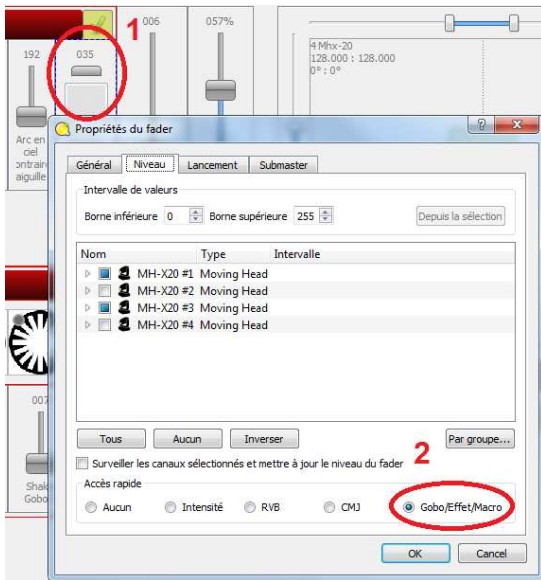 1
006
057%
192
035
4 Mhx-20
128.000 ; 128.000
0° : 0°
Arc en
ciel
ontraire
aiguille
Propriétés du fader
Général
Niveau
Lancement
Submaster
Intervalle de valeurs
Borne inférieure 0
Borne supérieure 255
Depuis la sélection
Nom Type Intervalle
MH-X20 #1 Moving Head
MH-X20 #2 Moving Head
MH-X20 #3 Moving Head
MH-X20 #4 Moving Head
007
Shak
Gobo
Tous
Aucun
Inverser
2
Par groupe...
Surveiller les canaux sélectionnés et mettre à jour le niveau du fader
Accès rapide
Aucun
Intensité
RVB
CMJ
Gobo/Effet/Macro
OK
Cancel